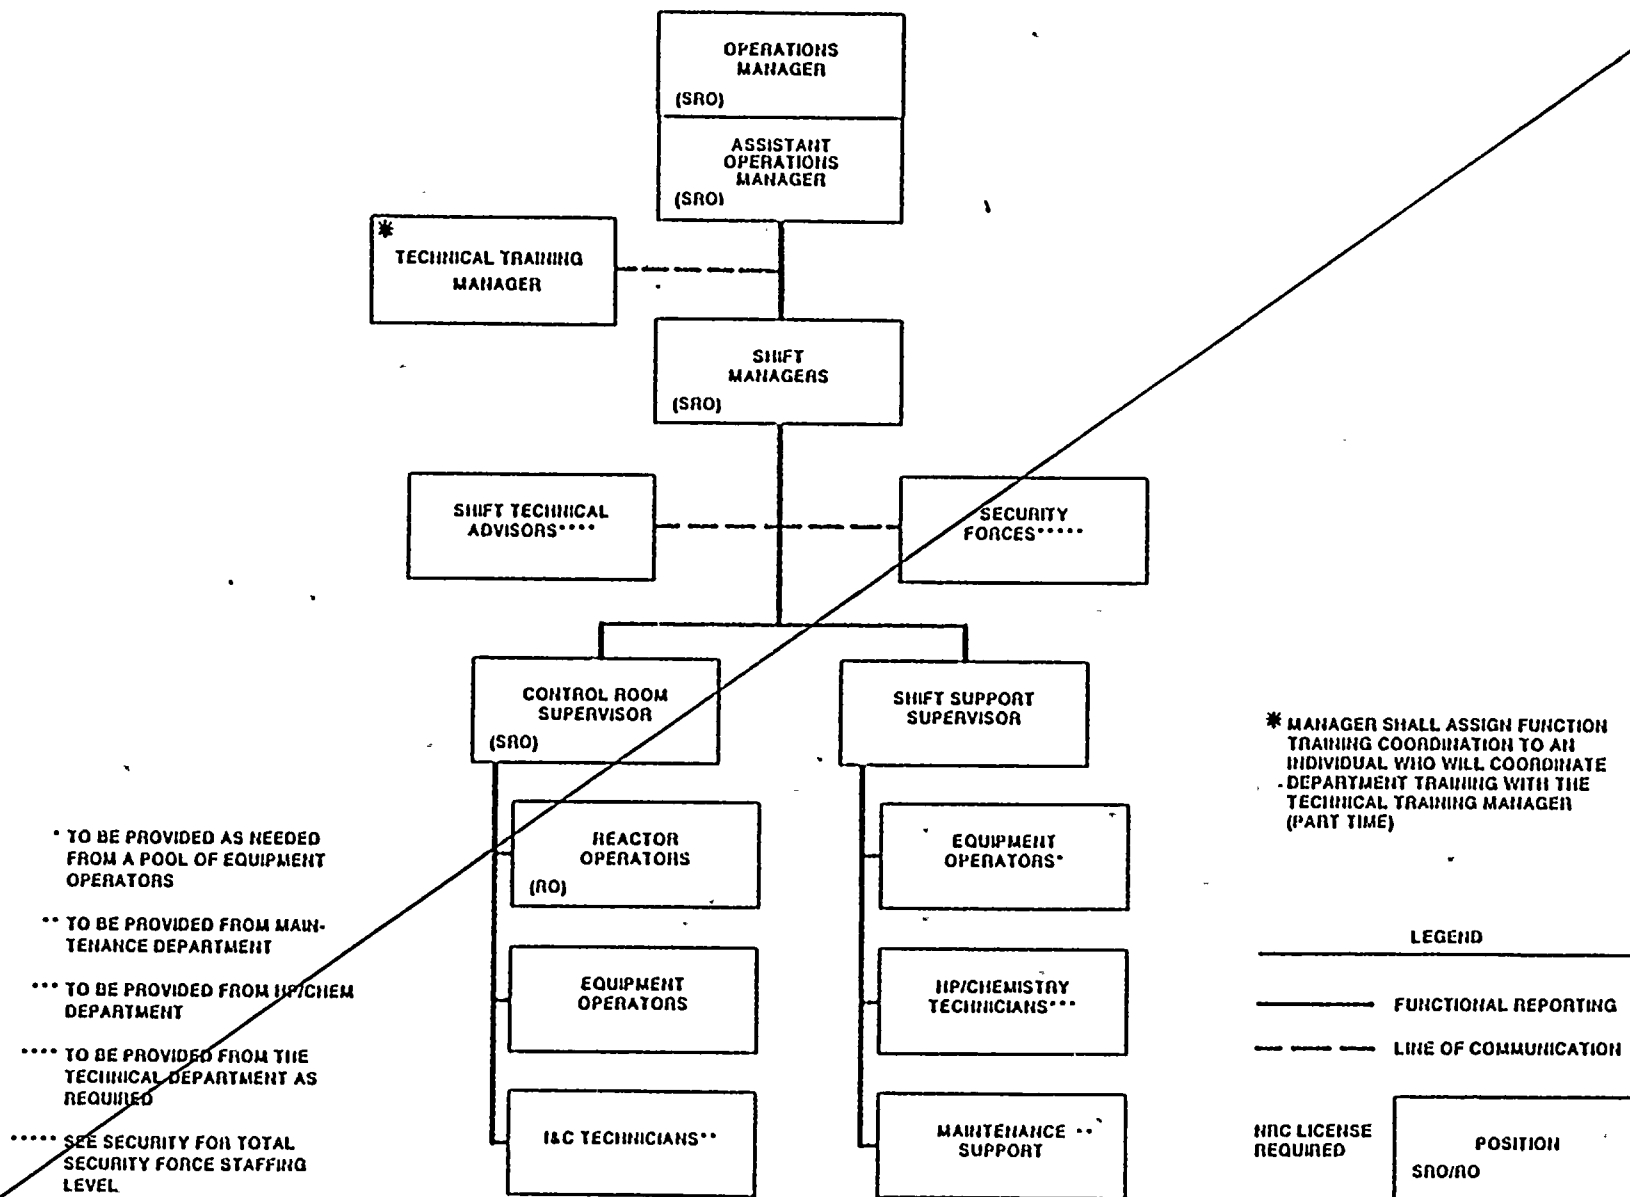 OPERATIONS
MANAGER
(SRO)
ASSISTANT
OPERATIONS
MANAGER
(SRO)
*
TECHNICAL TRAINING
MANAGER
SHIFT
MANAGERS
(SRO)
SHIFT TECHNICAL
ADVISORS****
SECURITY
FORCES*****
CONTROL ROOM
SUPERVISOR
(SRO)
SHIFT SUPPORT
SUPERVISOR
REACTOR
OPERATORS
(RO)
EQUIPMENT
OPERATORS*
EQUIPMENT
OPERATORS
HP/CHEMISTRY
TECHNICIANS***
I&C TECHNICIANS**
MAINTENANCE **
SUPPORT
* TO BE PROVIDED AS NEEDED
FROM A POOL OF EQUIPMENT
OPERATORS
** TO BE PROVIDED FROM MAIN-
TENANCE DEPARTMENT
*** TO BE PROVIDED FROM HP/CHEM
DEPARTMENT
**** TO BE PROVIDED FROM THE
TECHNICAL DEPARTMENT AS
REQUIRED
***** SEE SECURITY FOR TOTAL
SECURITY FORCE STAFFING
LEVEL
* MANAGER SHALL ASSIGN FUNCTION
TRAINING COORDINATION TO AN
INDIVIDUAL WHO WILL COORDINATE
DEPARTMENT TRAINING WITH THE
TECHNICAL TRAINING MANAGER
(PART TIME)
LEGEND
FUNCTIONAL REPORTING
LINE OF COMMUNICATION
NRC LICENSE
REQUIRED
POSITION
SRO/RO